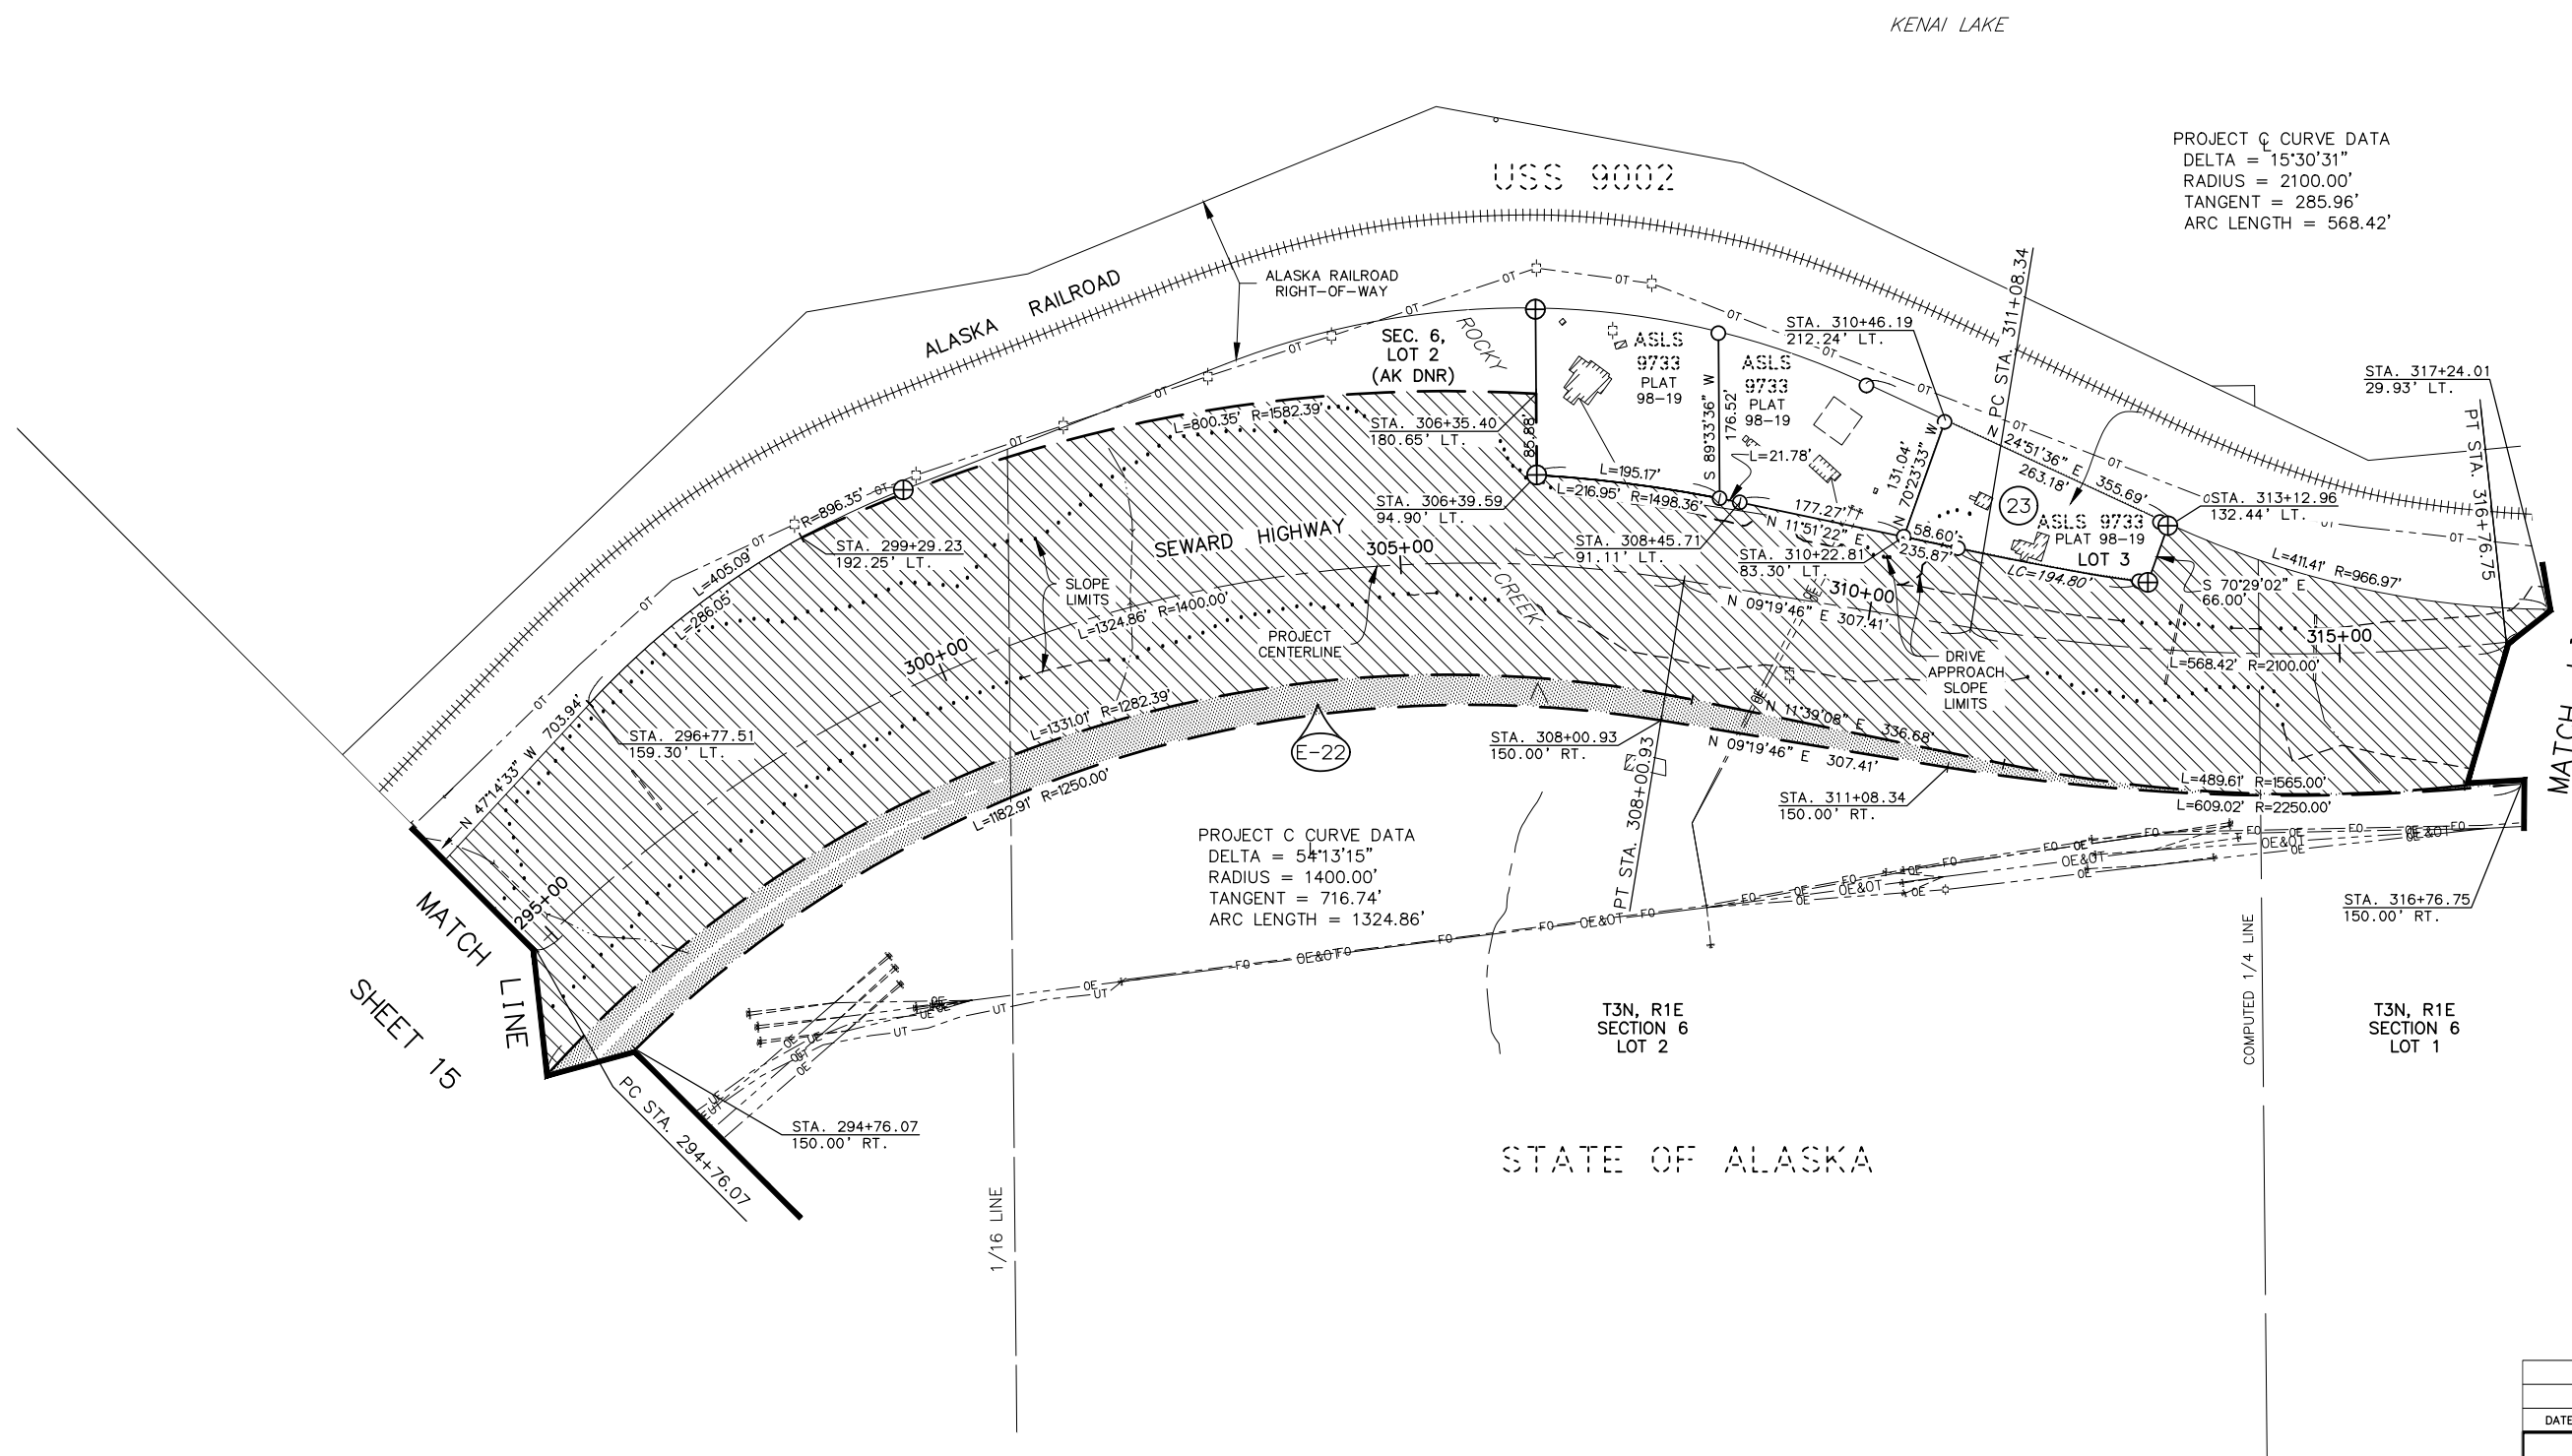 KENAI LAKE
PROJECT ℄ CURVE DATA
DELTA = 15°30'31"
RADIUS = 2100.00'
TANGENT = 285.96'
ARC LENGTH = 568.42'
USS 9002
ALASKA RAILROAD
ALASKA RAILROAD
RIGHT-OF-WAY
SEC. 6,
LOT 2
(AK DNR)
ROCKY
CREEK
ASLS
9733
PLAT
98-19
ASLS
9733
PLAT
98-19
STA. 310+46.19
212.24' LT.
PC STA. 311+08.34
STA. 317+24.01
29.93' LT.
PT STA. 316+76.75
L=800.35' R=1582.39'
STA. 306+35.40
180.65' LT.
85.88'
S 89°33'36" W
176.52'
L=21.78'
L=195.17'
L=216.95' R=1498.36'
STA. 306+39.59
94.90' LT.
131.04'
N 70°23'33" W
N 24°51'36" E
263.18'
355.69'
23
STA. 313+12.96
132.44' LT.
ASLS 9733
PLAT 98-19
LOT 3
177.27'
N 11°51'22" E
58.60'
235.87'
LC=194.80'
L=411.41' R=966.97'
S 70°29'02" E
66.00'
R=896.35'
L=405.09'
L=286.05'
STA. 299+29.23
192.25' LT.
SEWARD HIGHWAY
305+00
STA. 308+45.71
91.11' LT.
STA. 310+22.81
83.30' LT.
310+00
SLOPE
LIMITS
L=1324.86' R=1400.00'
300+00
PROJECT
CENTERLINE
N 09°19'46" E 307.41'
DRIVE
APPROACH
SLOPE
LIMITS
315+00
L=568.42' R=2100.00'
N 47°14'33" W 703.94'
STA. 296+77.51
159.30' LT.
L=1331.01' R=1282.39'
L=1182.91' R=1250.00'
E-22
STA. 308+00.93
150.00' RT.
PT STA. 308+00.93
N 11°39'08" E 336.68'
N 09°19'46" E 307.41'
STA. 311+08.34
150.00' RT.
L=489.61' R=1565.00'
L=609.02' R=2250.00'
MATCH
PROJECT ℄ CURVE DATA
DELTA = 54°13'15"
RADIUS = 1400.00'
TANGENT = 716.74'
ARC LENGTH = 1324.86'
295+00
MATCH LINE
SHEET 15
PC STA. 294+76.07
STA. 294+76.07
150.00' RT.
STA. 316+76.75
150.00' RT.
T3N, R1E
SECTION 6
LOT 2
COMPUTED 1/4 LINE
T3N, R1E
SECTION 6
LOT 1
STATE OF ALASKA
1/16 LINE
DATE